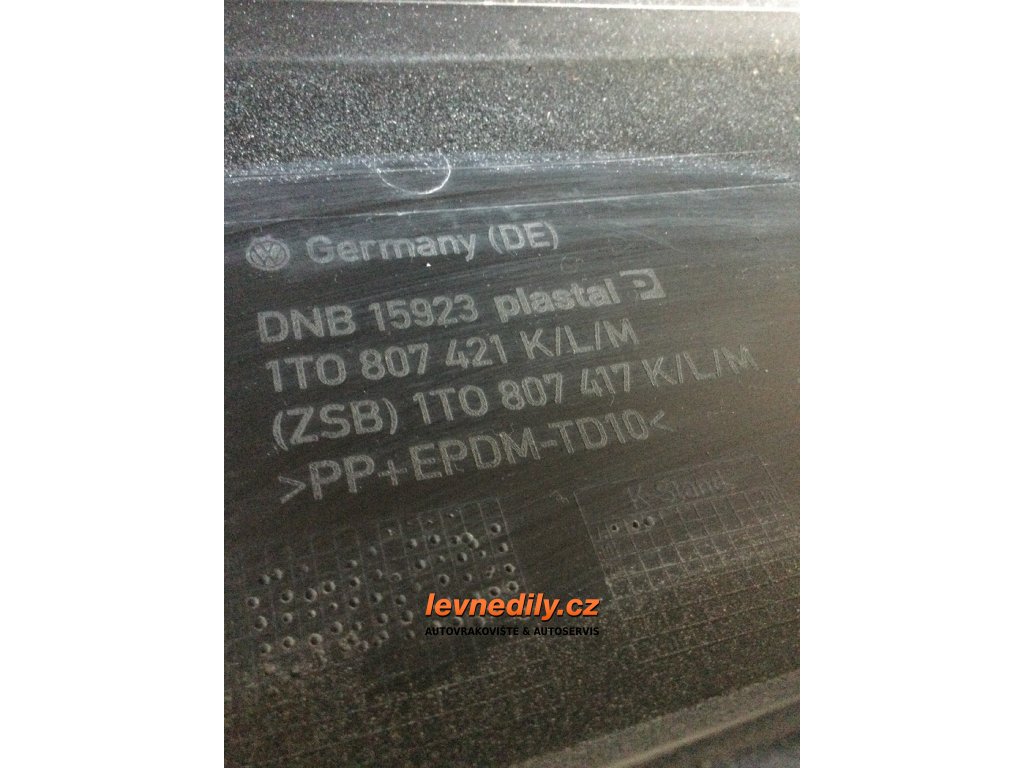 Germany (DE)
DNB 15923 plastal
1T0 807 421 K/L/M
(ZSB) 1T0 807 417 K/L/M
>PP+EPDM-TD10<
K-Stand
levnedily.cz
AUTOVRAKOVIŠTĚ & AUTOSERVIS